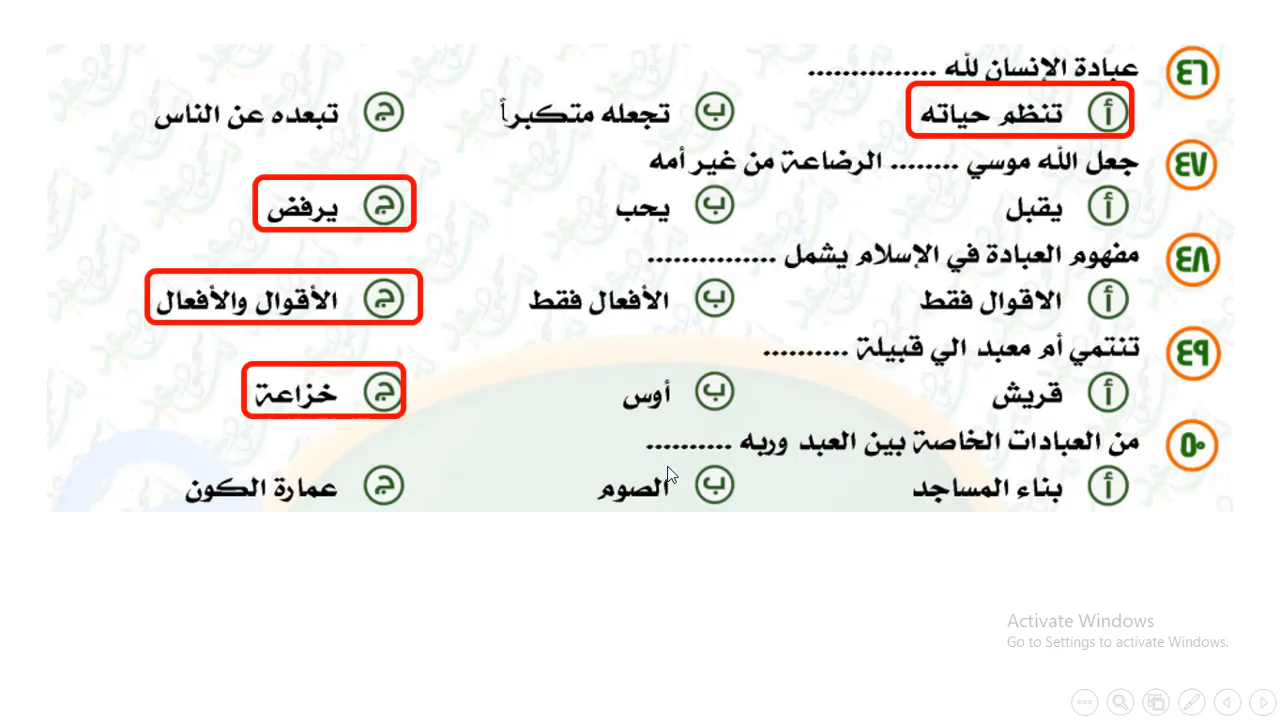 ٤٦ عبادة الإنسان لله ...............
أ تنظم حياته ب تجعله متكبراً ج تبعده عن الناس
٤٧ جعل الله موسي ........ الرضاعة من غير أمه
أ يقبل ب يحب ج يرفض
٤٨ مفهوم العبادة في الإسلام يشمل ...............
أ الاقوال فقط ب الأفعال فقط ج الأقوال والأفعال
٤٩ تنتمي أم معبد الي قبيلة ..........
أ قريش ب أوس ج خزاعة
٥٠ من العبادات الخاصة بين العبد وربه ..........
أ بناء المساجد ب الصوم ج عمارة الكون
Activate Windows
Go to Settings to activate Windows.